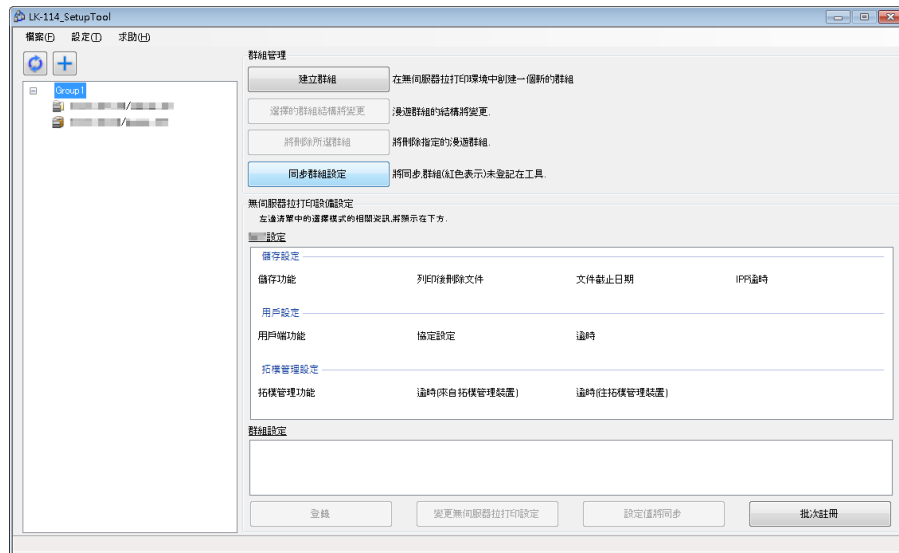 LK-114_SetupTool
檔案(F) 設定(T) 求助(H)
群組管理
Group1
建立群組 在無伺服器拉打印環境中創建一個新的群組
選擇的群組結構將變更 漫遊群組的結構將變更.
將刪除所選群組 將刪除指定的漫遊群組.
同步群組設定 將同步.群組(紅色表示)未登記在工具.
無伺服器拉打印設備設定
左邊清單中的選擇模式的相關資訊,將顯示在下方.
設定
儲存設定
儲存功能 列印後刪除文件 文件截止日期 IPP逾時
用戶設定
用戶端功能 協定設定 逾時
拓樸管理設定
拓樸管理功能 逾時(來自拓樸管理裝置) 逾時(往拓樸管理裝置)
群組設定
登錄 變更無伺服器拉打印設定 設定值將同步 批次註冊